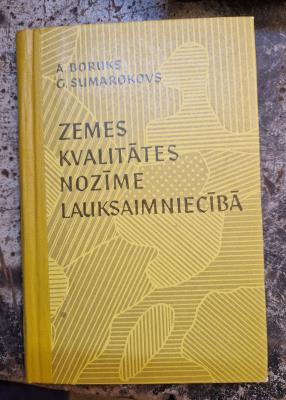 A. BORUKS
G. SUMAROKOVS
ZEMES
KVALITĀTES
NOZĪME
LAUKSAIMNIECĪBĀ